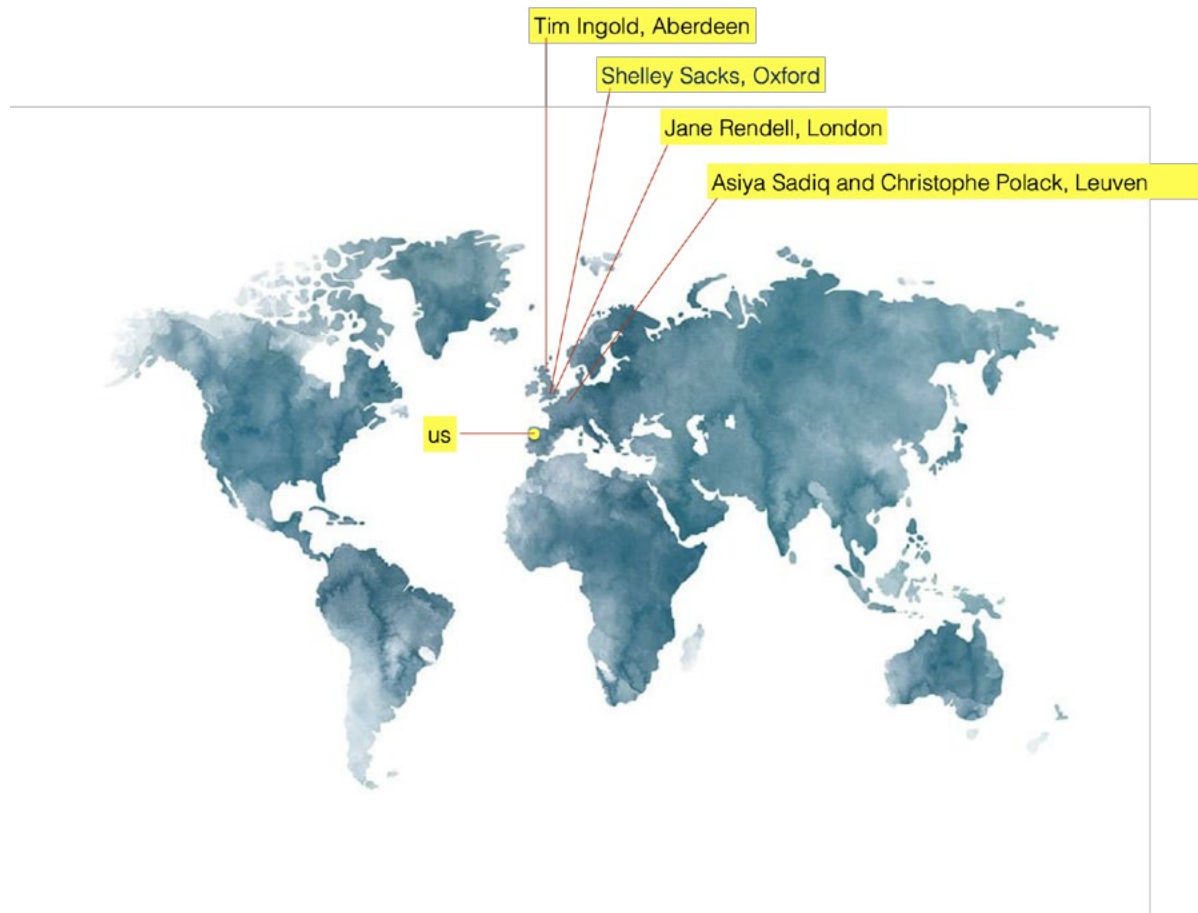 Tim Ingold, Aberdeen
Shelley Sacks, Oxford
Jane Rendell, London
Asiya Sadiq and Christophe Polack, Leuven
us